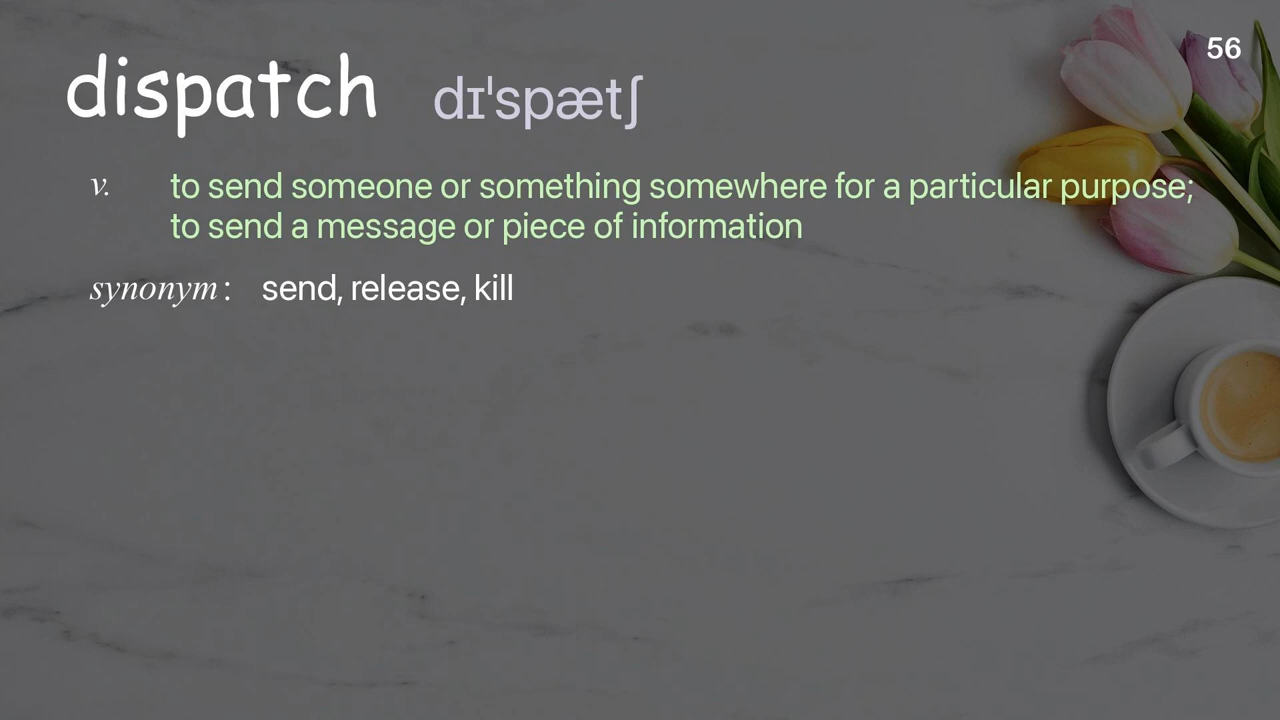 56
dispatch dɪˈspætʃ
v. to send someone or something somewhere for a particular purpose;
to send a message or piece of information
synonym: send, release, kill